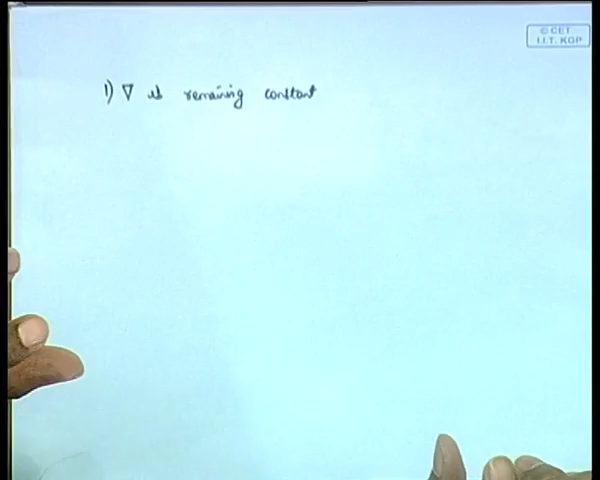 © CET
I.I.T. KGP
1) ∇ is remaining constant